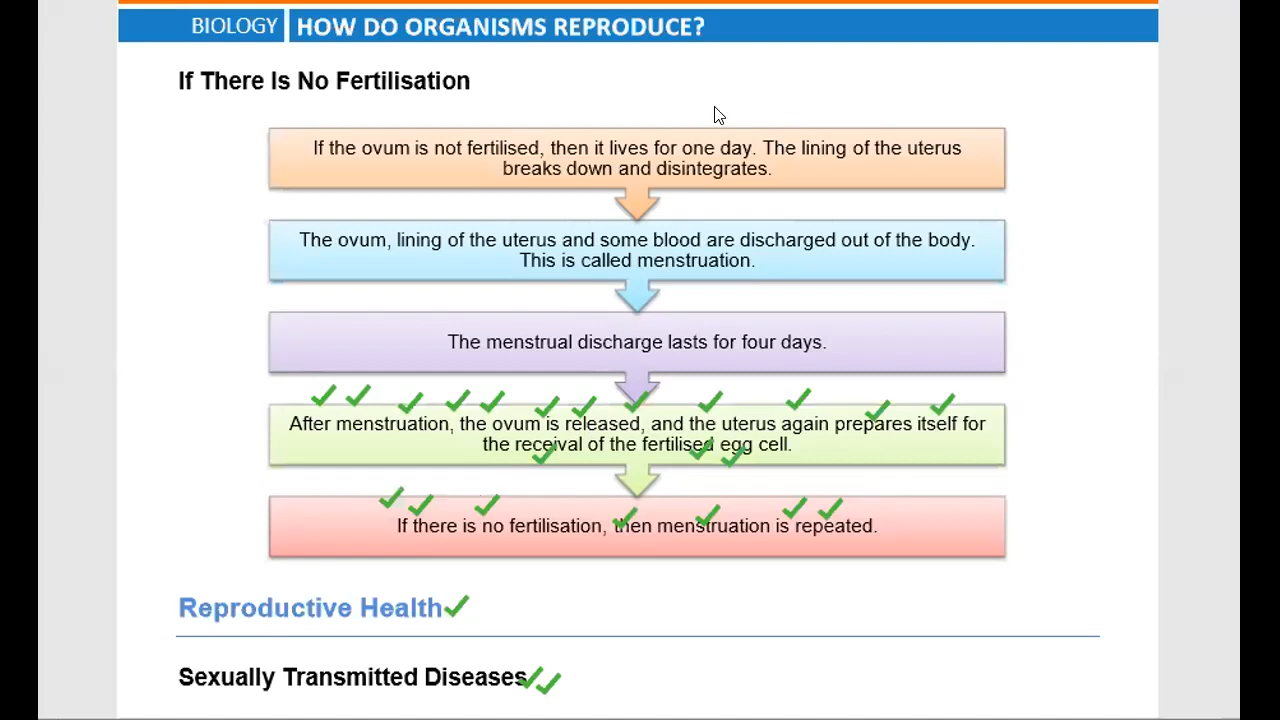 BIOLOGY HOW DO ORGANISMS REPRODUCE?
If There Is No Fertilisation
If the ovum is not fertilised, then it lives for one day. The lining of the uterus
breaks down and disintegrates.
The ovum, lining of the uterus and some blood are discharged out of the body.
This is called menstruation.
The menstrual discharge lasts for four days.
After menstruation, the ovum is released, and the uterus again prepares itself for
the receival of the fertilised egg cell.
If there is no fertilisation, then menstruation is repeated.
Reproductive Health
Sexually Transmitted Diseases